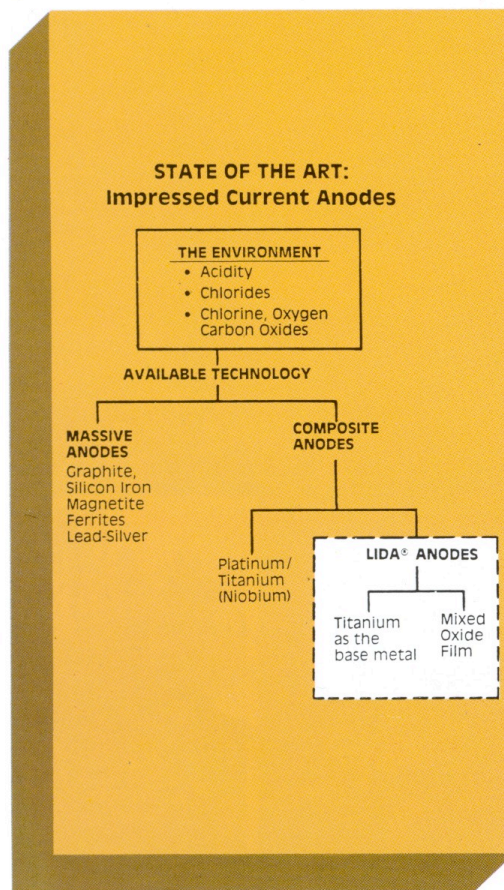 STATE OF THE ART:
Impressed Current Anodes
THE ENVIRONMENT
• Acidity
• Chlorides
• Chlorine, Oxygen
Carbon Oxides
AVAILABLE TECHNOLOGY
MASSIVE
ANODES
Graphite,
Silicon Iron
Magnetite
Ferrites
Lead-Silver
COMPOSITE
ANODES
Platinum/
Titanium
(Niobium)
LIDA® ANODES
Titanium
as the
base metal
Mixed
Oxide
Film